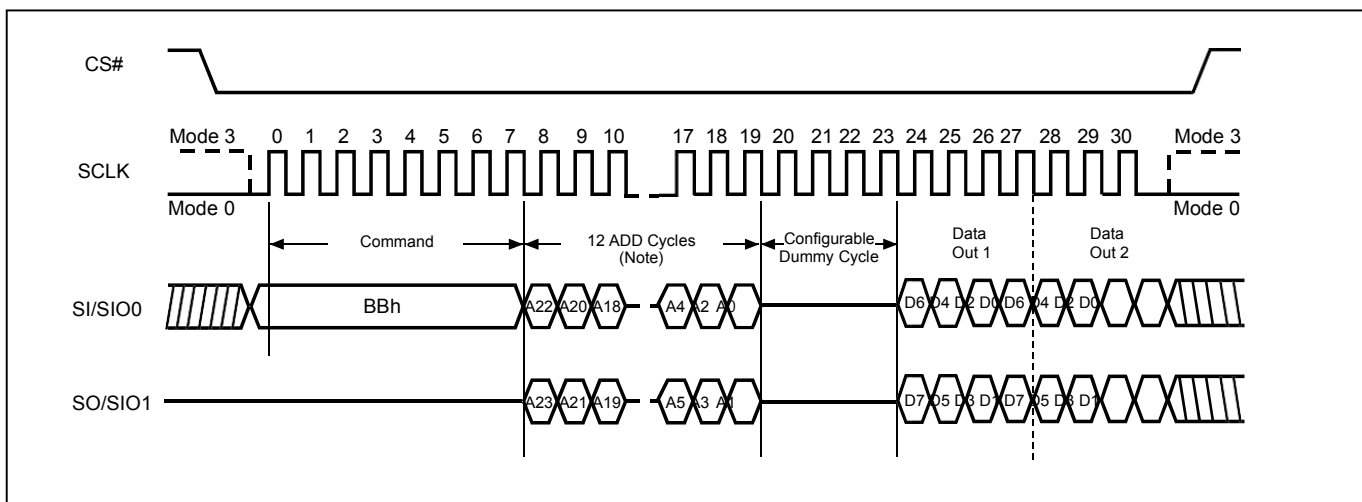 CS#
Mode 3 0 1 2 3 4 5 6 7 8 9 10 17 18 19 20 21 22 23 24 25 26 27 28 29 30 Mode 3
SCLK
Mode 0 Mode 0
Command 12 ADD Cycles (Note) Configurable Dummy Cycle Data Out 1 Data Out 2
SI/SIO0 BBh A22 A20 A18 A4 A2 A0 D6 D4 D2 D0 D6 D4 D2 D0
SO/SIO1 A23 A21 A19 A5 A3 A1 D7 D5 D3 D1 D7 D5 D3 D1